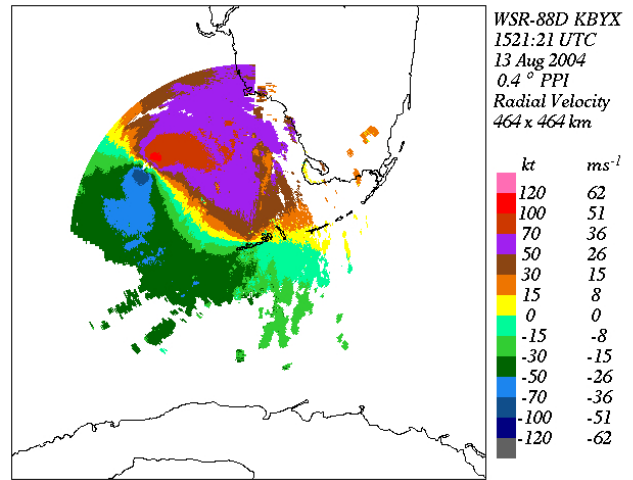 WSR-88D KBYX
1521:21 UTC
13 Aug 2004
0.4 ° PPI
Radial Velocity
464 x 464 km
kt ms⁻¹
120 62
100 51
70 36
50 26
30 15
15 8
0 0
-15 -8
-30 -15
-50 -26
-70 -36
-100 -51
-120 -62